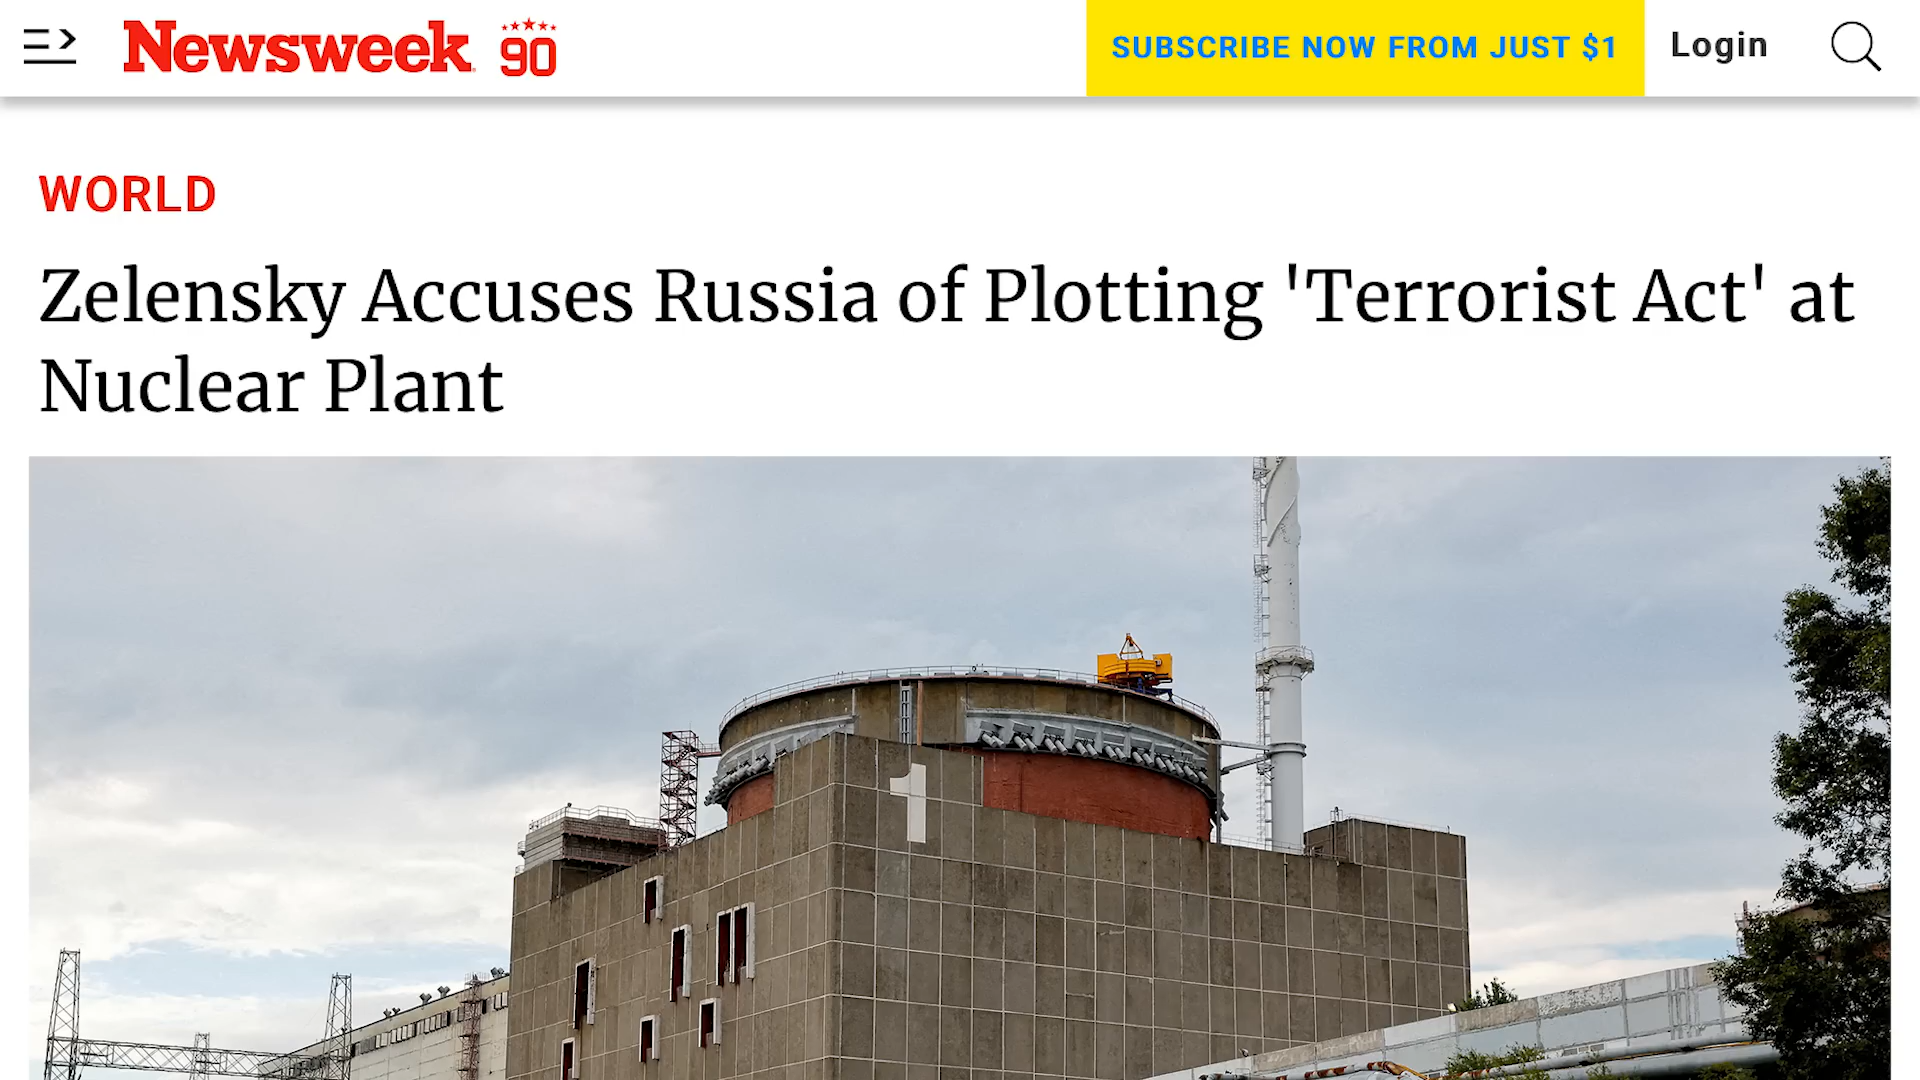 Newsweek 90
SUBSCRIBE NOW FROM JUST $1
Login
WORLD
Zelensky Accuses Russia of Plotting 'Terrorist Act' at
Nuclear Plant
1